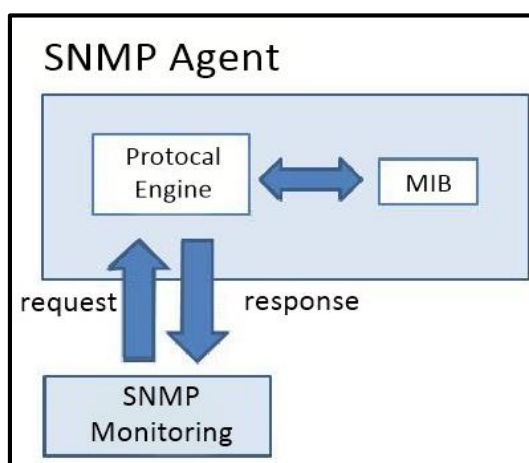 SNMP Agent
Protocal
Engine
MIB
request
response
SNMP
Monitoring